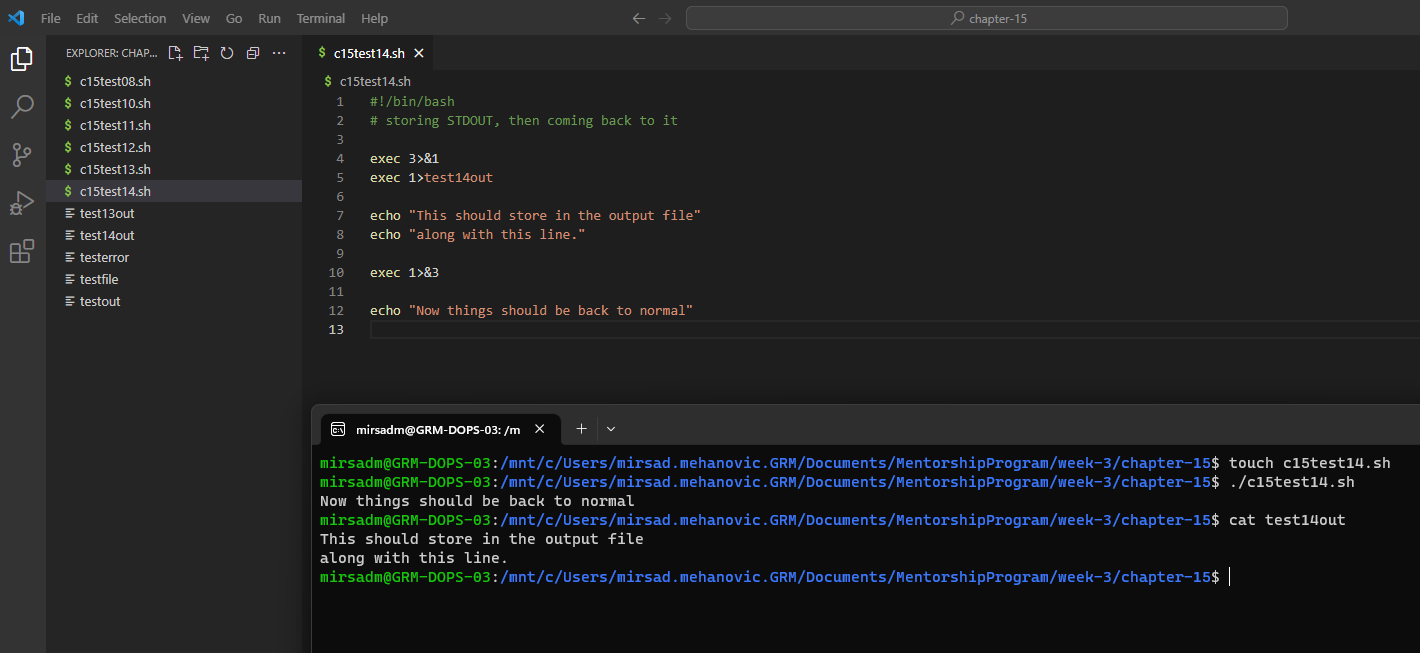 File Edit Selection View Go Run Terminal Help
chapter-15
EXPLORER: CHAP...
c15test08.sh
c15test10.sh
c15test11.sh
c15test12.sh
c15test13.sh
c15test14.sh
test13out
test14out
testerror
testfile
testout
$ c15test14.sh
$ c15test14.sh
1 #!/bin/bash
2 # storing STDOUT, then coming back to it
3
4 exec 3>&1
5 exec 1>test14out
6
7 echo "This should store in the output file"
8 echo "along with this line."
9
10 exec 1>&3
11
12 echo "Now things should be back to normal"
13
mirsadm@GRM-DOPS-03: /m
mirsadm@GRM-DOPS-03:/mnt/c/Users/mirsad.mehanovic.GRM/Documents/MentorshipProgram/week-3/chapter-15$ touch c15test14.sh
mirsadm@GRM-DOPS-03:/mnt/c/Users/mirsad.mehanovic.GRM/Documents/MentorshipProgram/week-3/chapter-15$ ./c15test14.sh
Now things should be back to normal
mirsadm@GRM-DOPS-03:/mnt/c/Users/mirsad.mehanovic.GRM/Documents/MentorshipProgram/week-3/chapter-15$ cat test14out
This should store in the output file
along with this line.
mirsadm@GRM-DOPS-03:/mnt/c/Users/mirsad.mehanovic.GRM/Documents/MentorshipProgram/week-3/chapter-15$